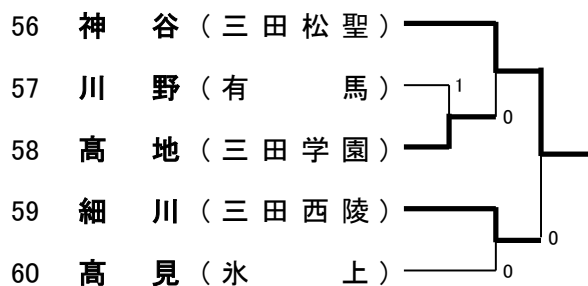 56 神 谷 ( 三 田 松 聖 )
57 川 野 ( 有 馬 ) 1
0
58 髙 地 ( 三 田 学 園 )
59 細 川 ( 三 田 西 陵 )
0
60 髙 見 ( 氷 上 ) 0